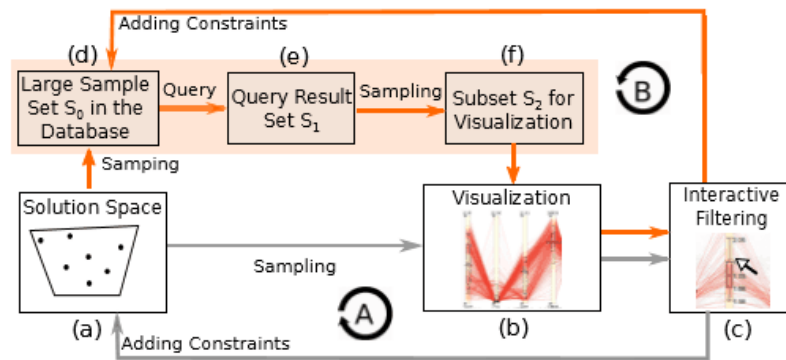 Adding Constraints
(d)
(e)
(f)
Large Sample
Set S0 in the
Database
Query
Query Result
Set S1
Sampling
Subset S2 for
Visualization
B
Samping
Solution Space
Visualization
Interactive
Filtering
Sampling
A
(a)
(b)
(c)
Adding Constraints